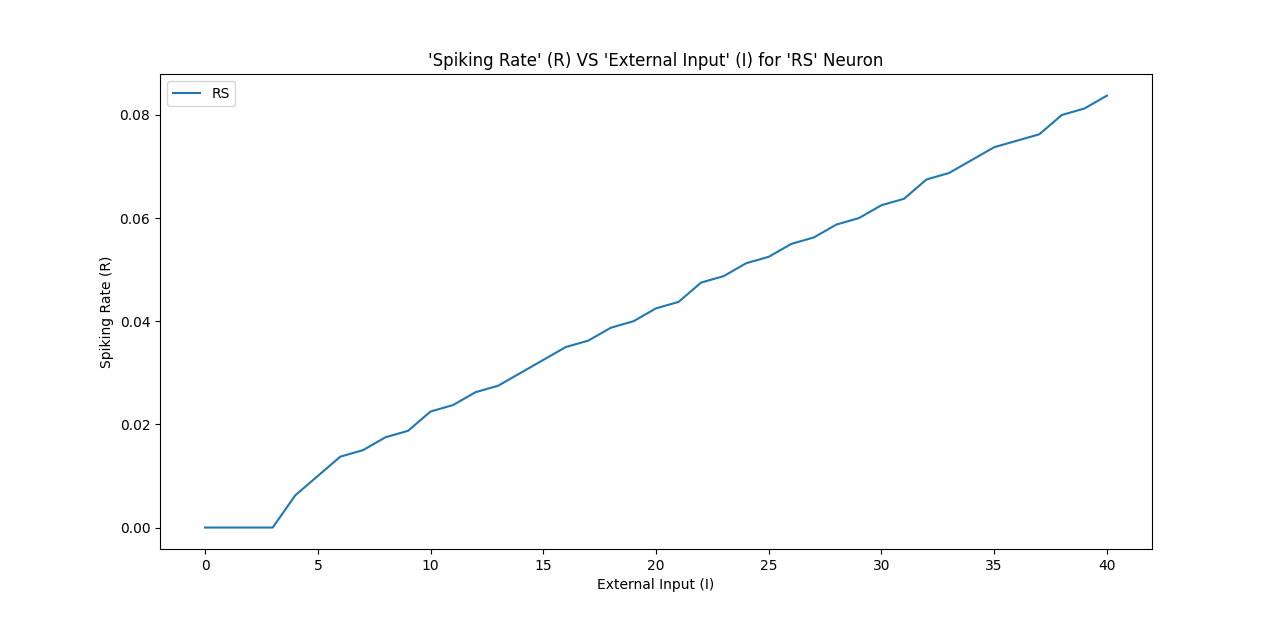 'Spiking Rate' (R) VS 'External Input' (I) for 'RS' Neuron
RS
Spiking Rate (R)
0.08
0.06
0.04
0.02
0.00
0 5 10 15 20 25 30 35 40
External Input (I)